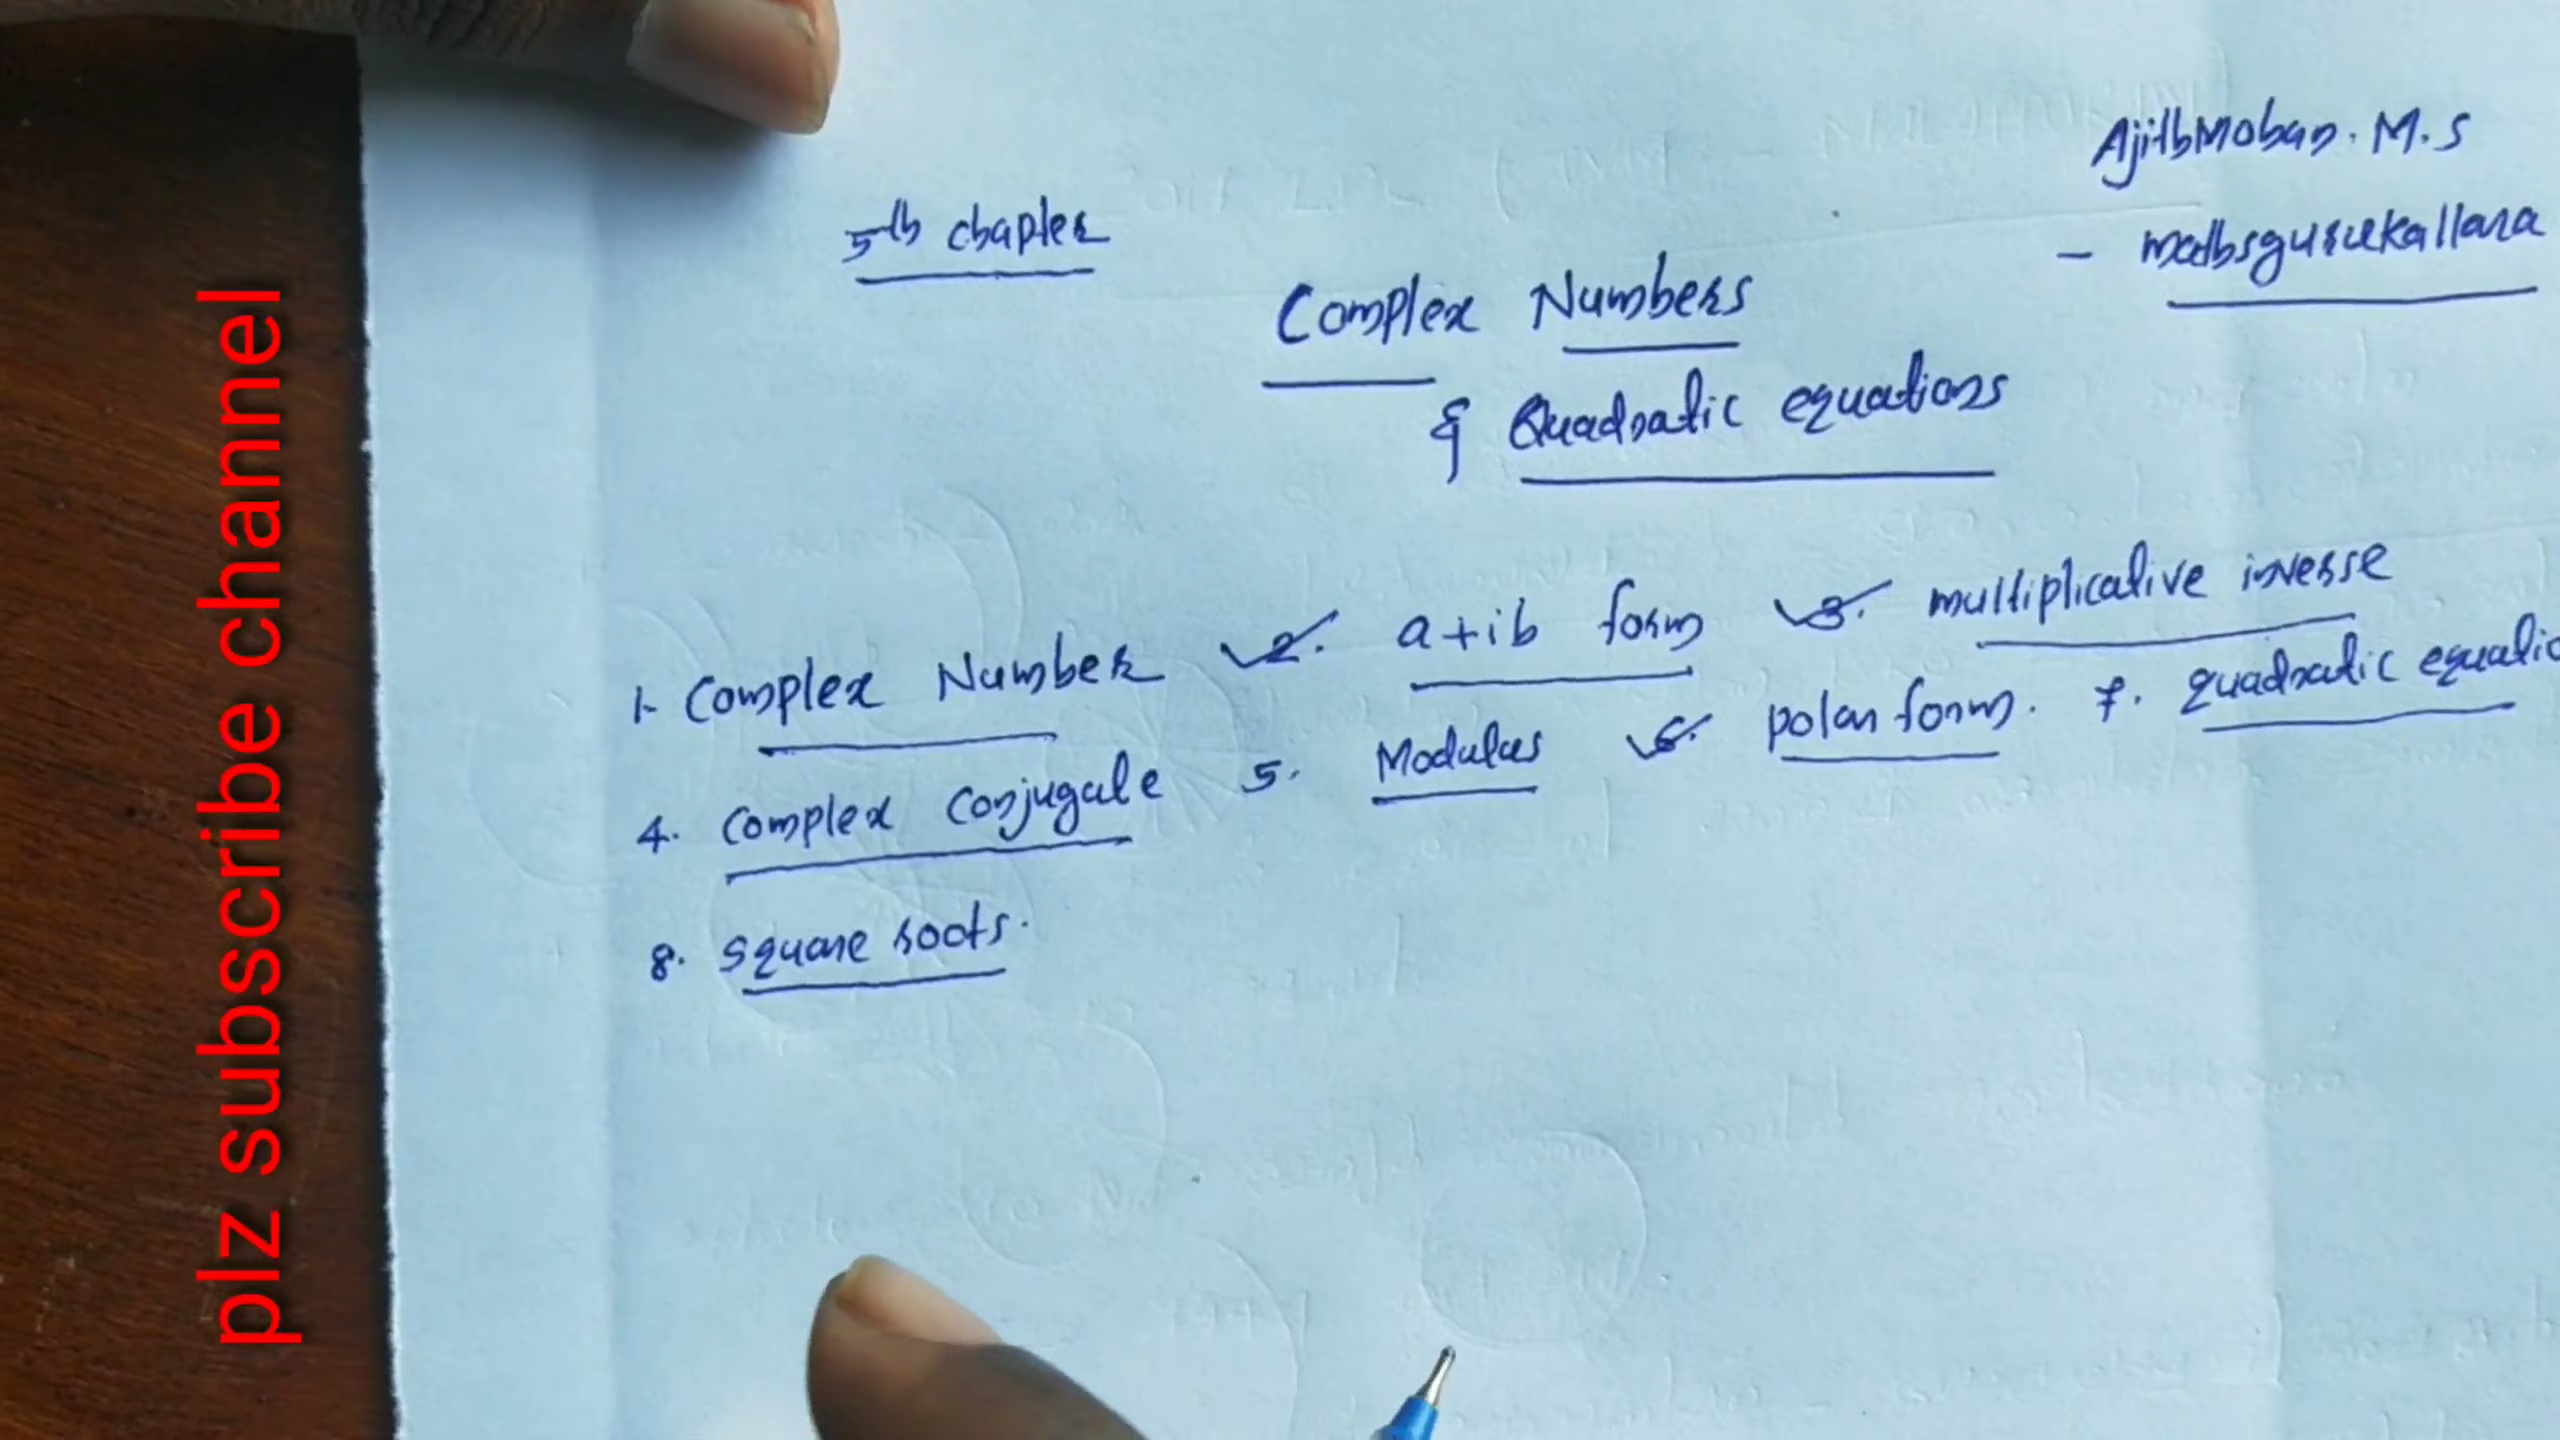 plz subscribe channel
AjithMohan. M.S
5th chapter
- mathsgurukallara
Complex Numbers
& Quadratic equations
1. Complex Number 2. a+ib form 3. multiplicative inverse
4. Complex Conjugate 5. Modulus 6. polar form. 7. quadratic equatio
8. Square roots.